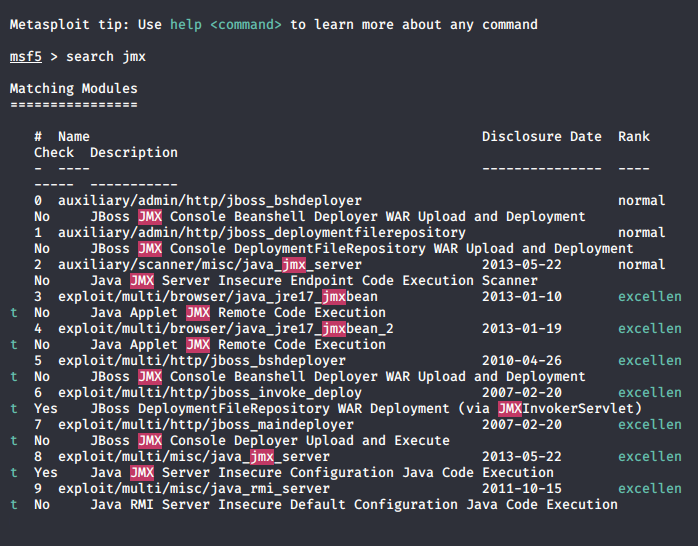 Metasploit tip: Use help <command> to learn more about any command
msf5 > search jmx
Matching Modules
================
#  Name                                            Disclosure Date  Rank
Check  Description
-  ----                                            ---------------  ----
-----  -----------
0  auxiliary/admin/http/jboss_bshdeployer                           normal
No     JBoss JMX Console Beanshell Deployer WAR Upload and Deployment
1  auxiliary/admin/http/jboss_deploymentfilerepository              normal
No     JBoss JMX Console DeploymentFileRepository WAR Upload and Deployment
2  auxiliary/scanner/misc/java_jmx_server          2013-05-22       normal
No     Java JMX Server Insecure Endpoint Code Execution Scanner
3  exploit/multi/browser/java_jre17_jmxbean        2013-01-10       excellen
t  No     Java Applet JMX Remote Code Execution
4  exploit/multi/browser/java_jre17_jmxbean_2      2013-01-19       excellen
t  No     Java Applet JMX Remote Code Execution
5  exploit/multi/http/jboss_bshdeployer            2010-04-26       excellen
t  No     JBoss JMX Console Beanshell Deployer WAR Upload and Deployment
6  exploit/multi/http/jboss_invoke_deploy          2007-02-20       excellen
t  Yes    JBoss DeploymentFileRepository WAR Deployment (via JMXInvokerServlet)
7  exploit/multi/http/jboss_maindeployer           2007-02-20       excellen
t  No     JBoss JMX Console Deployer Upload and Execute
8  exploit/multi/misc/java_jmx_server              2013-05-22       excellen
t  Yes    Java JMX Server Insecure Configuration Java Code Execution
9  exploit/multi/misc/java_rmi_server              2011-10-15       excellen
t  No     Java RMI Server Insecure Default Configuration Java Code Execution